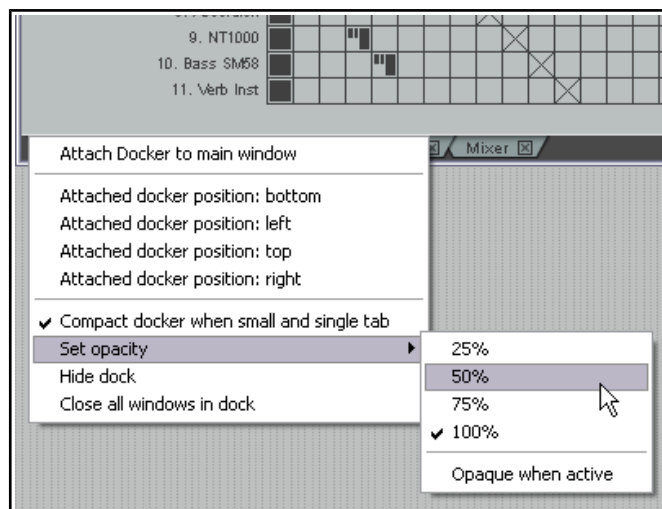 9. NT1000
10. Bass SM58
11. Verb Inst
Mixer
Attach Docker to main window
Attached docker position: bottom
Attached docker position: left
Attached docker position: top
Attached docker position: right
Compact docker when small and single tab
Set opacity
Hide dock
Close all windows in dock
25%
50%
75%
100%
Opaque when active